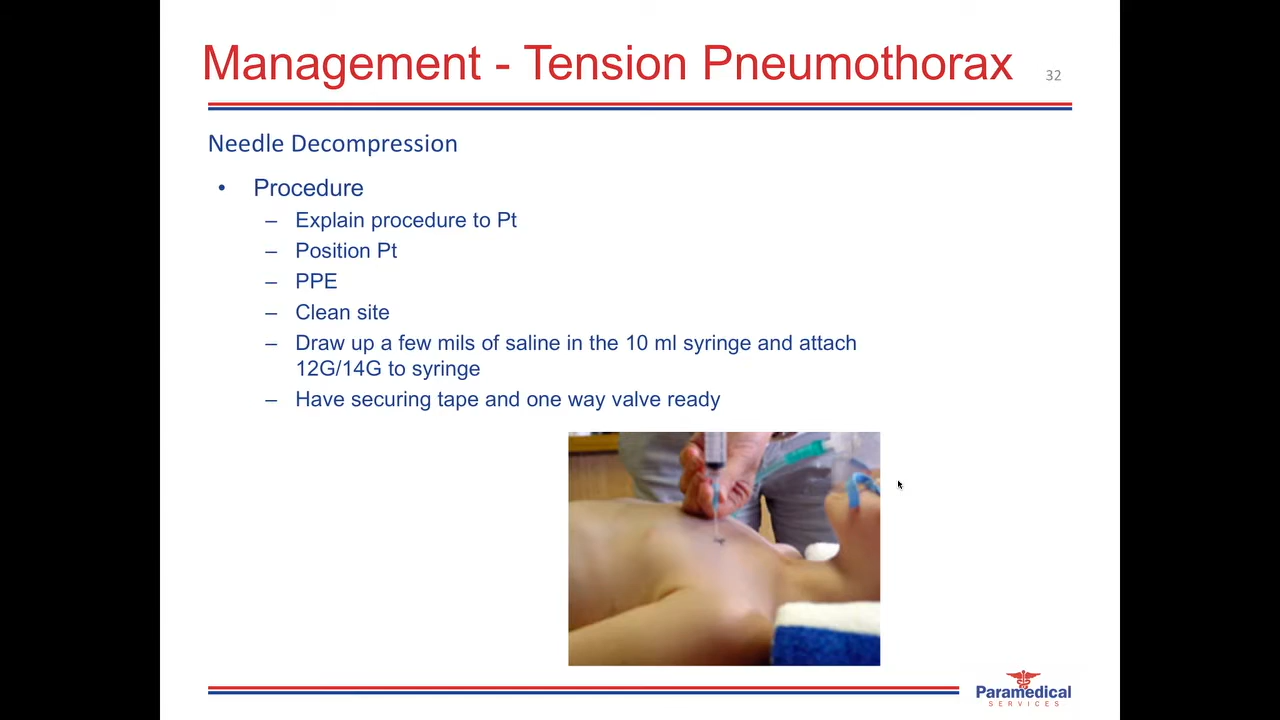 Management - Tension Pneumothorax
32
Needle Decompression
• Procedure
– Explain procedure to Pt
– Position Pt
– PPE
– Clean site
– Draw up a few mils of saline in the 10 ml syringe and attach
12G/14G to syringe
– Have securing tape and one way valve ready
Paramedical
SERVICES